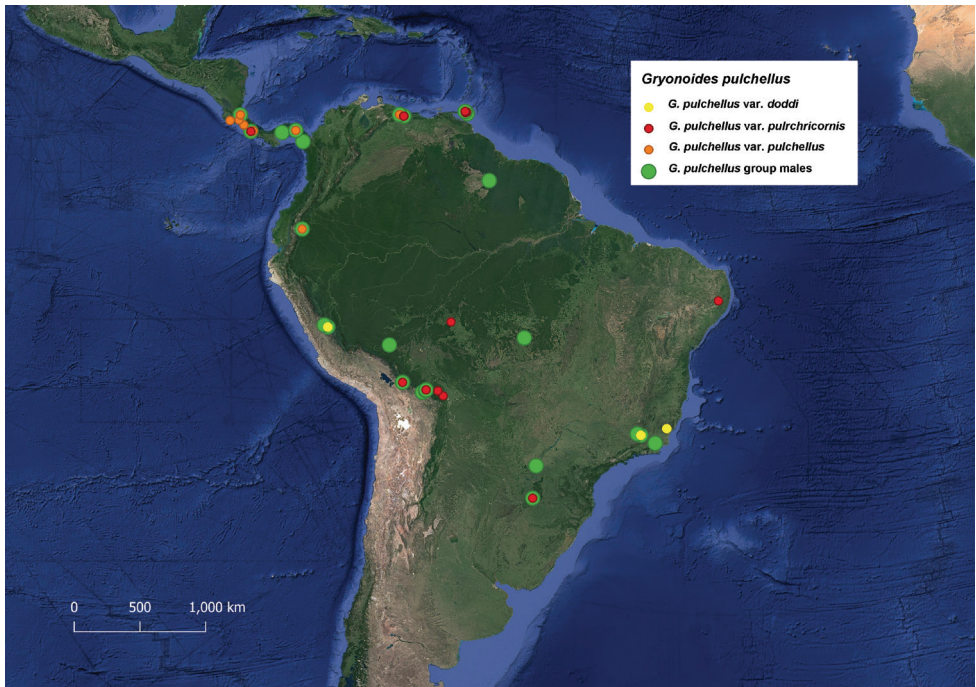 Gryonoides pulchellus
G. pulchellus var. doddi
G. pulchellus var. pulrchricornis
G. pulchellus var. pulchellus
G. pulchellus group males
0 500 1,000 km